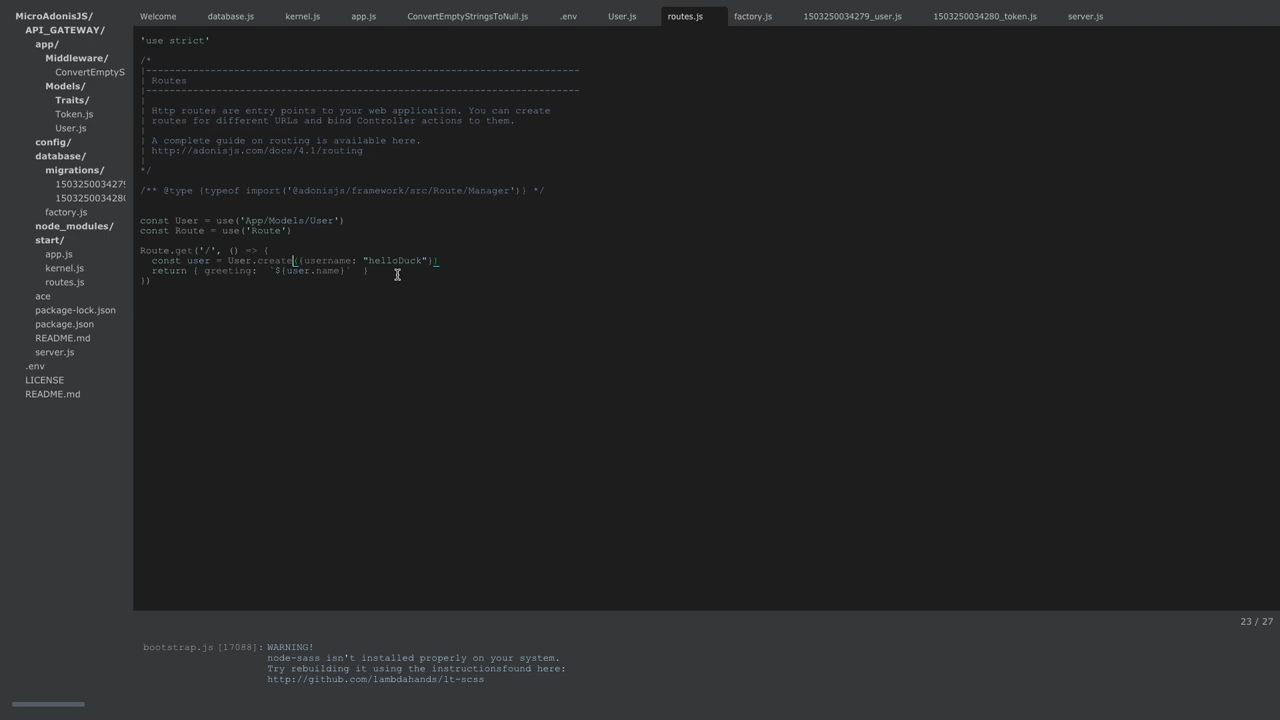 MicroAdonisJS/
API_GATEWAY/
app/
Middleware/
ConvertEmptyS
Models/
Traits/
Token.js
User.js
config/
database/
migrations/
1503250034279
1503250034280
factory.js
node_modules/
start/
app.js
kernel.js
routes.js
ace
package-lock.json
package.json
README.md
server.js
.env
LICENSE
README.md
Welcome database.js kernel.js app.js ConvertEmptyStringsToNull.js .env User.js routes.js factory.js 1503250034279_user.js 1503250034280_token.js server.js
'use strict'
/*
|--------------------------------------------------------------------------
| Routes
|--------------------------------------------------------------------------
|
| Http routes are entry points to your web application. You can create
| routes for different URLs and bind Controller actions to them.
|
| A complete guide on routing is available here.
| http://adonisjs.com/docs/4.1/routing
|
*/
/** @type {typeof import('@adonisjs/framework/src/Route/Manager')} */
const User = use('App/Models/User')
const Route = use('Route')
Route.get('/', () => {
const user = User.create({username: "helloDuck"})
return { greeting: `${user.name}` }
})
23 / 27
bootstrap.js [17088]: WARNING!
node-sass isn't installed properly on your system.
Try rebuilding it using the instructionsfound here:
http://github.com/lambdahands/lt-scss